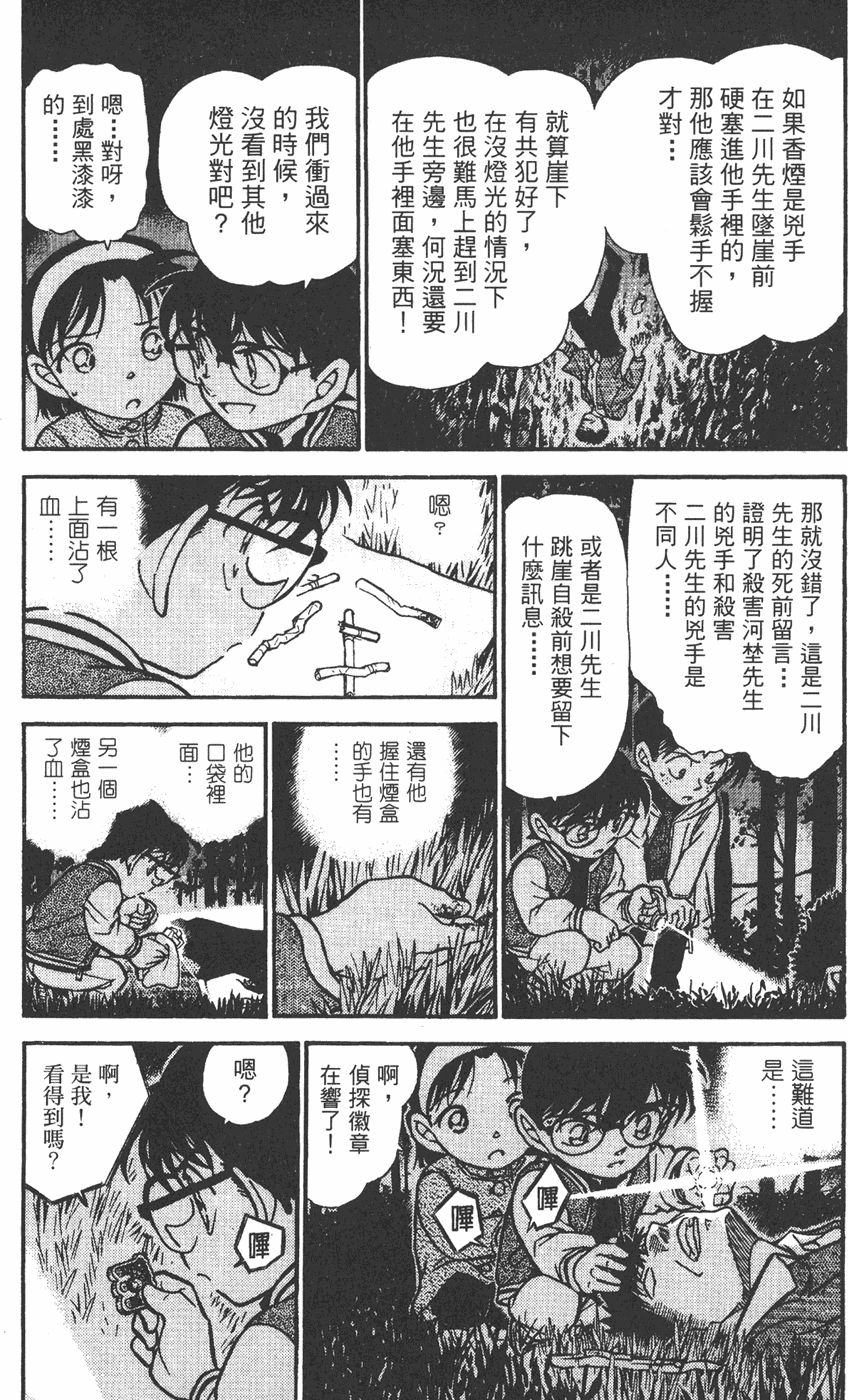 如果香煙是兇手
在二川先生墜崖前
硬塞進他手裡的，
那他應該會鬆手不握
才對…
就算崖下
有共犯好了，
在沒燈光的情況下
也很難馬上趕到二川
先生旁邊，何況還要
在他手裡面塞東西！
我們衝過來
的時候，
沒看到其他
燈光對吧？
嗯…對呀，
到處黑漆漆
的……
那就沒錯了，這是二川
先生的死前留言…
證明了殺害河埜先生
的兇手和殺害
二川先生的兇手是
不同人……
或者是二川先生
跳崖自殺前想要留下
什麼訊息……
嗯？
有一根
上面沾了
血……
還有他
握住煙盒
的手也有
……
他的
口袋裡
面…
另一個
煙盒也沾
了血……
這難道
是……
嗶
嗶
啊，
偵探徽章
在響了！
嗯？
嗶
啊，
是我！
看得到嗎？